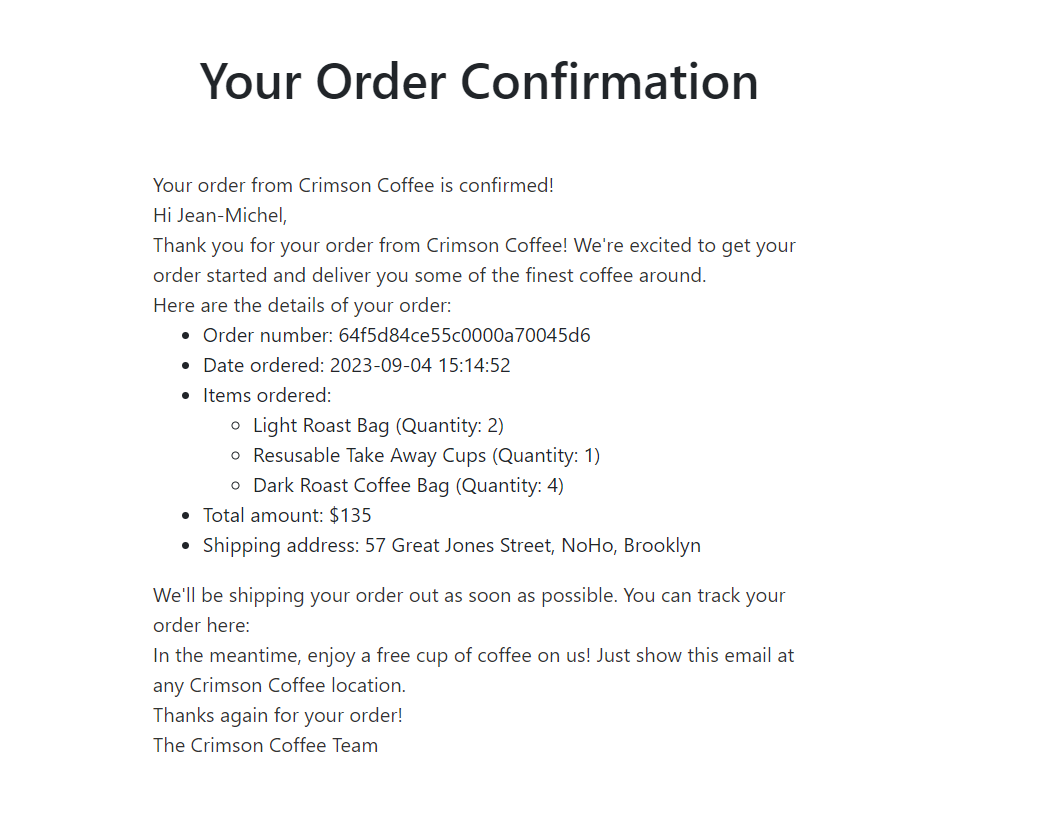 Your Order Confirmation
Your order from Crimson Coffee is confirmed!
Hi Jean-Michel,
Thank you for your order from Crimson Coffee! We're excited to get your
order started and deliver you some of the finest coffee around.
Here are the details of your order:
• Order number: 64f5d84ce55c0000a70045d6
• Date ordered: 2023-09-04 15:14:52
• Items ordered:
◦ Light Roast Bag (Quantity: 2)
◦ Resusable Take Away Cups (Quantity: 1)
◦ Dark Roast Coffee Bag (Quantity: 4)
• Total amount: $135
• Shipping address: 57 Great Jones Street, NoHo, Brooklyn
We'll be shipping your order out as soon as possible. You can track your
order here:
In the meantime, enjoy a free cup of coffee on us! Just show this email at
any Crimson Coffee location.
Thanks again for your order!
The Crimson Coffee Team